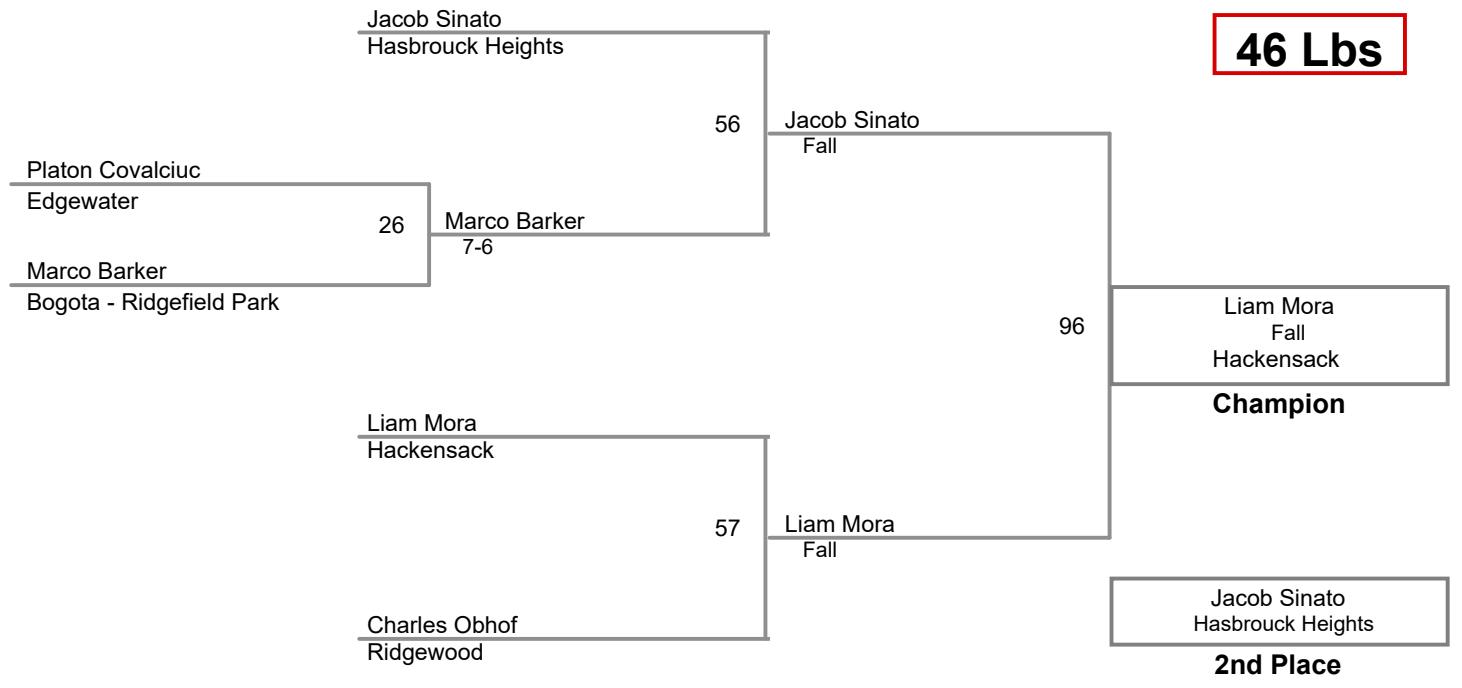 Jacob Sinato
Hasbrouck Heights
46 Lbs
56
Jacob Sinato
Fall
Platon Covalciuc
Edgewater
26
Marco Barker
7-6
Marco Barker
Bogota - Ridgefield Park
96
Liam Mora
Fall
Hackensack
Champion
Liam Mora
Hackensack
57
Liam Mora
Fall
Charles Obhof
Ridgewood
Jacob Sinato
Hasbrouck Heights
2nd Place